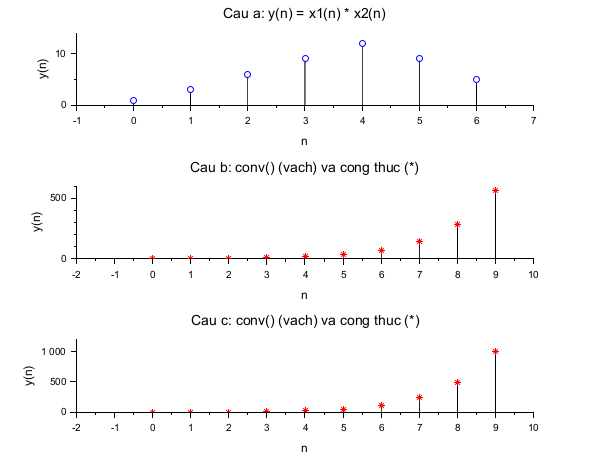 Cau a: y(n) = x1(n) * x2(n)
10
0
y(n)
-1 0 1 2 3 4 5 6 7
n
Cau b: conv() (vach) va cong thuc (*)
500
0
y(n)
-2 -1 0 1 2 3 4 5 6 7 8 9 10
n
Cau c: conv() (vach) va cong thuc (*)
1 000
500
0
y(n)
-2 -1 0 1 2 3 4 5 6 7 8 9 10
n